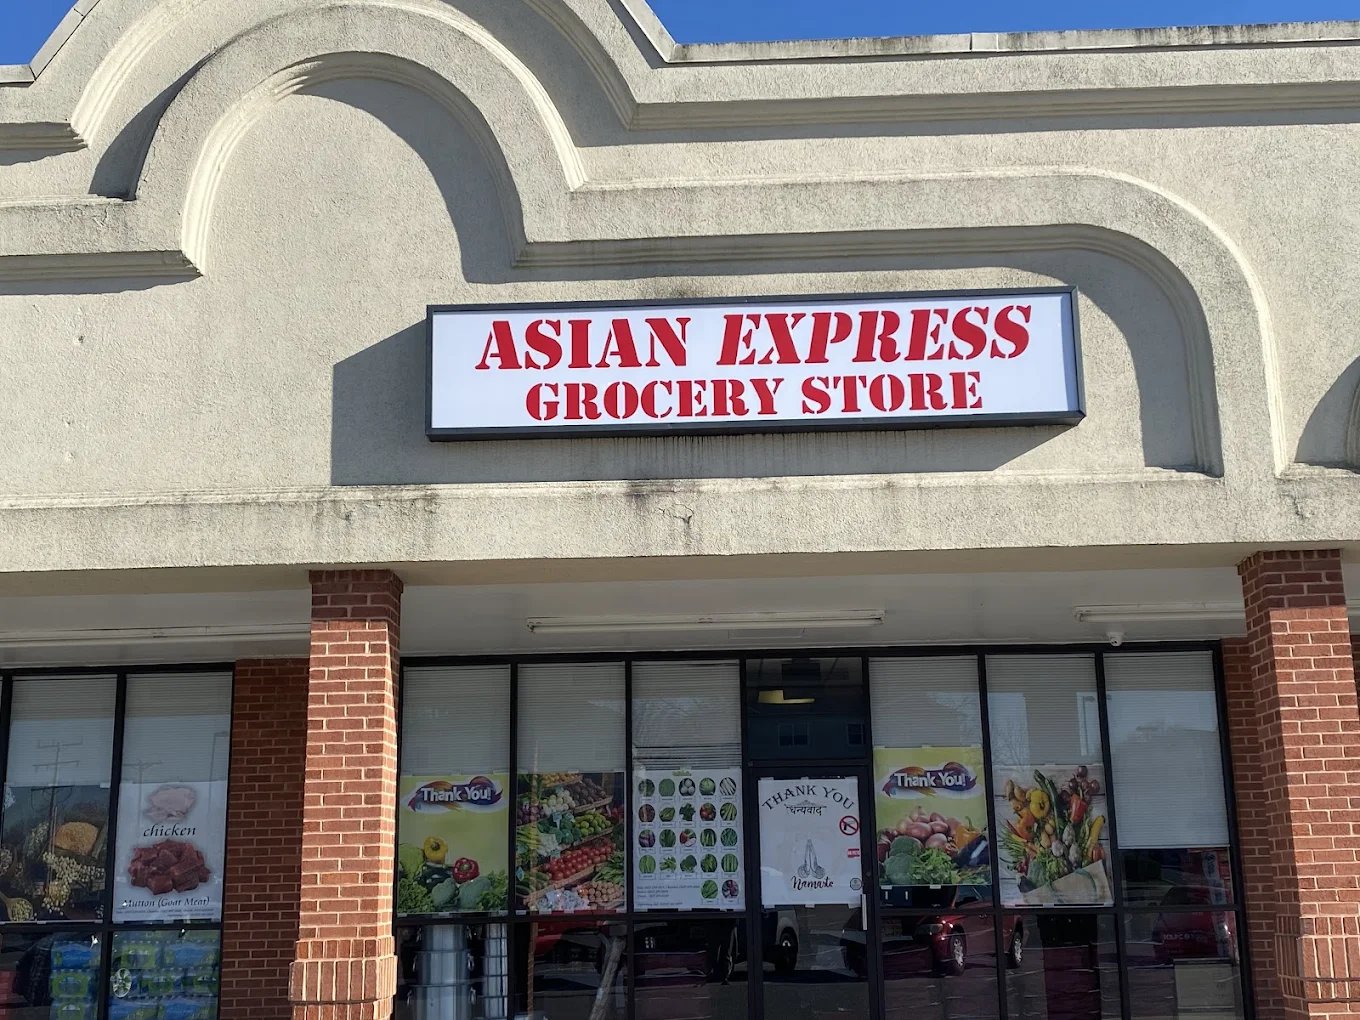 ASIAN EXPRESS
GROCERY STORE
chicken
Mutton (Goat Meat)
Thank You!
THANK YOU
धन्यवाद
Namaste
Thank You!